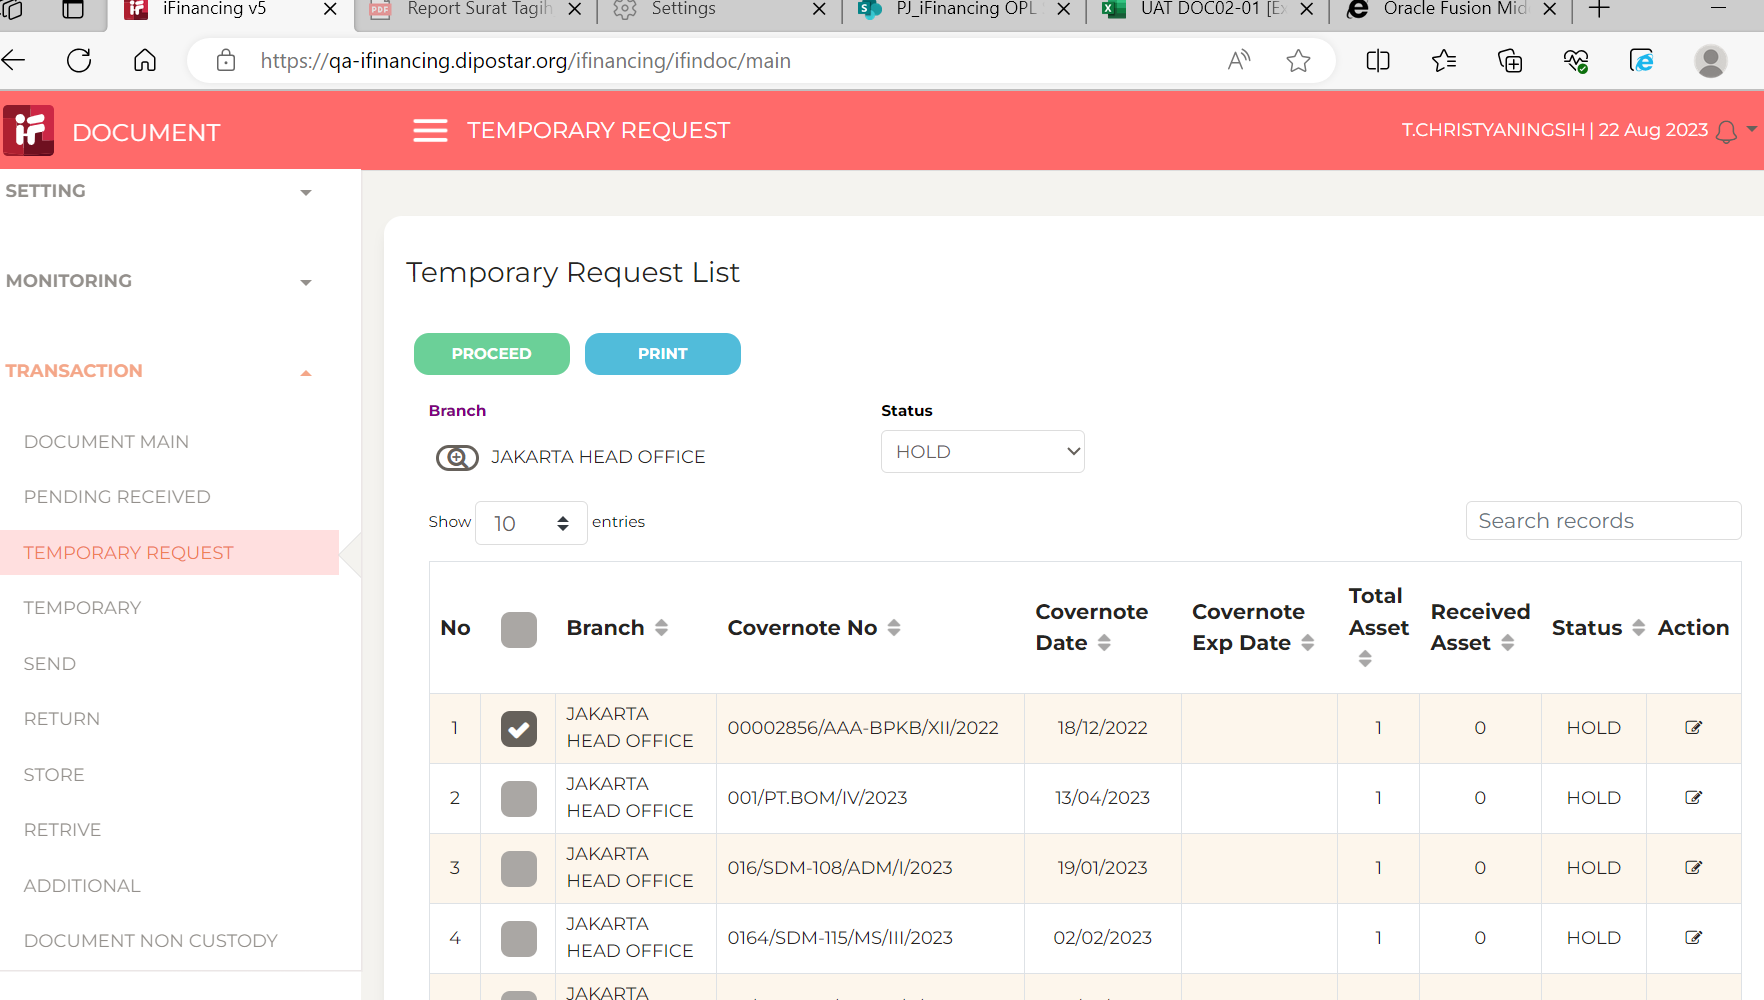 iFinancing v5
Report Surat Tagih
Settings
PJ_iFinancing OPL
UAT DOC02-01 [Ex
Oracle Fusion Mid
https://qa-ifinancing.dipostar.org/ifinancing/ifindoc/main
iF DOCUMENT
TEMPORARY REQUEST
T.CHRISTYANINGSIH | 22 Aug 2023
SETTING
MONITORING
TRANSACTION
DOCUMENT MAIN
PENDING RECEIVED
TEMPORARY REQUEST
TEMPORARY
SEND
RETURN
STORE
RETRIVE
ADDITIONAL
DOCUMENT NON CUSTODY
Temporary Request List
PROCEED PRINT
Branch Status
JAKARTA HEAD OFFICE HOLD
Show 10 entries Search records
No Branch Covernote No Covernote Date Covernote Exp Date Total Asset Received Asset Status Action
1 JAKARTA HEAD OFFICE 00002856/AAA-BPKB/XII/2022 18/12/2022 1 0 HOLD
2 JAKARTA HEAD OFFICE 001/PT.BOM/IV/2023 13/04/2023 1 0 HOLD
3 JAKARTA HEAD OFFICE 016/SDM-108/ADM/I/2023 19/01/2023 1 0 HOLD
4 JAKARTA HEAD OFFICE 0164/SDM-115/MS/III/2023 02/02/2023 1 0 HOLD
JAKARTA